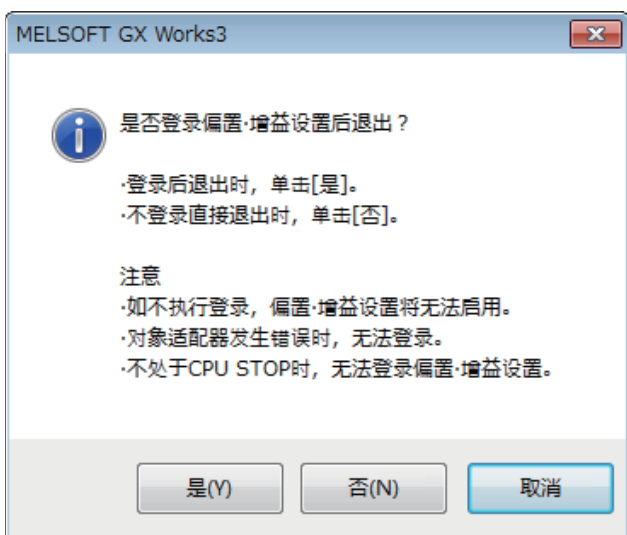 MELSOFT GX Works3
是否登录偏置·增益设置后退出？
·登录后退出时，单击[是]。
·不登录直接退出时，单击[否]。
注意
·如不执行登录，偏置·增益设置将无法启用。
·对象适配器发生错误时，无法登录。
·不处于CPU STOP时，无法登录偏置·增益设置。
是(Y)
否(N)
取消